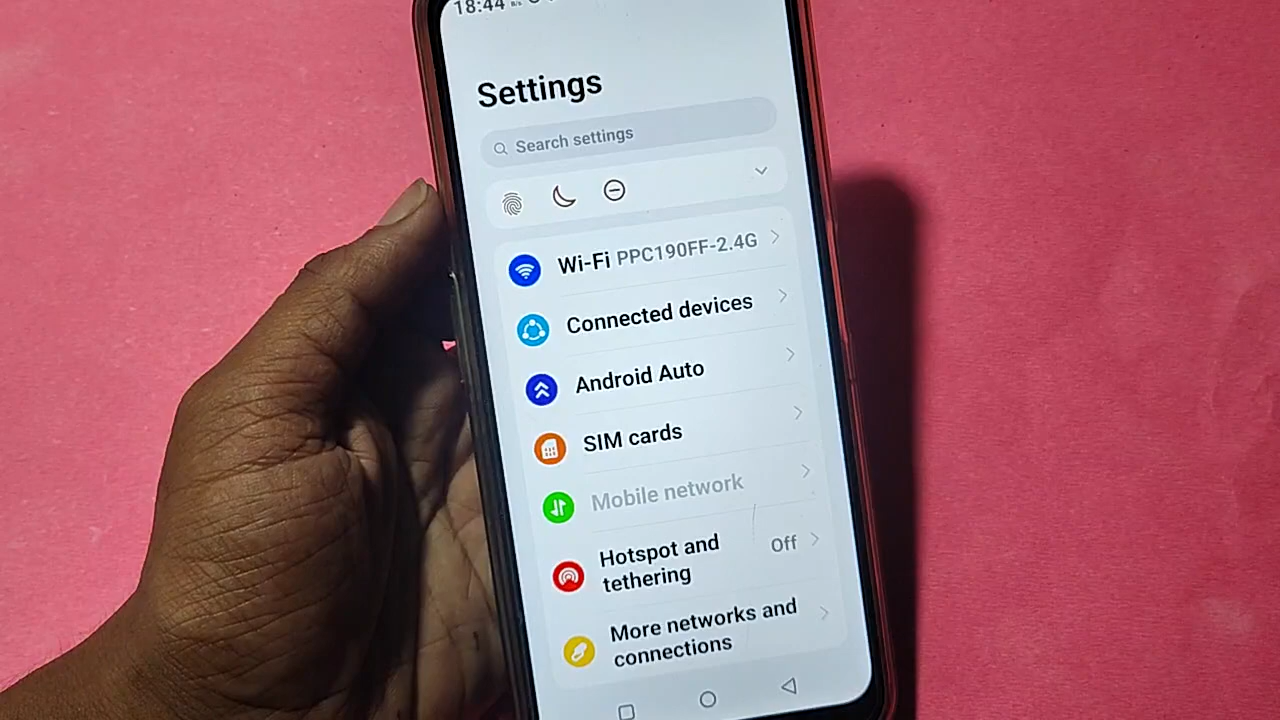 18:44
Settings
Search settings
Wi-Fi PPC190FF-2.4G
Connected devices
Android Auto
SIM cards
Mobile network
Hotspot and
tethering
Off
More networks and
connections